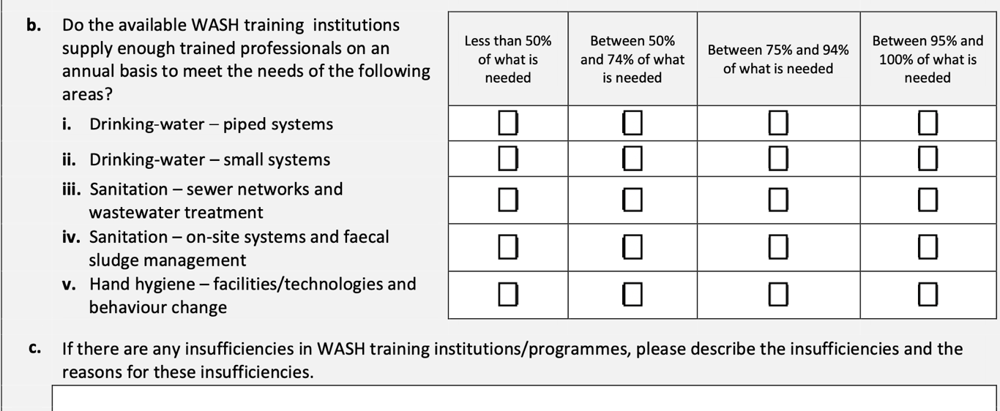 b. Do the available WASH training institutions
supply enough trained professionals on an
annual basis to meet the needs of the following
areas?
Less than 50%
of what is
needed
Between 50%
and 74% of what
is needed
Between 75% and 94%
of what is needed
Between 95% and
100% of what is
needed
i. Drinking-water – piped systems
ii. Drinking-water – small systems
iii. Sanitation – sewer networks and
wastewater treatment
iv. Sanitation – on-site systems and faecal
sludge management
v. Hand hygiene – facilities/technologies and
behaviour change
c. If there are any insufficiencies in WASH training institutions/programmes, please describe the insufficiencies and the
reasons for these insufficiencies.